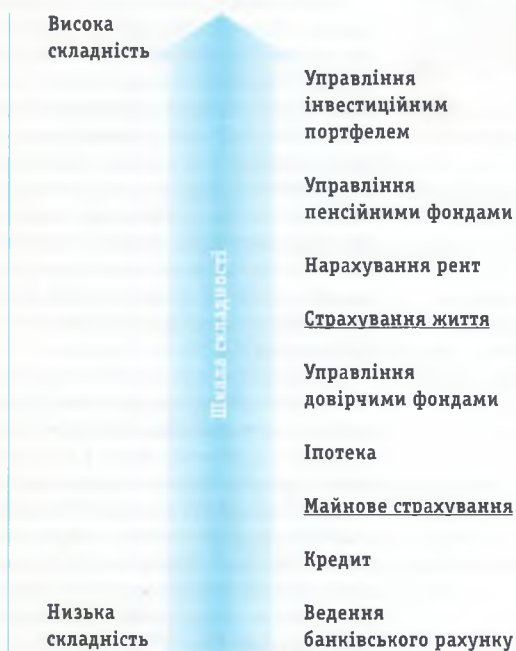 Висока
складність
Управління
інвестиційним
портфелем
Управління
пенсійними фондами
Нарахування рент
Страхування життя
Шкала складності
Управління
довірчими фондами
Іпотека
Майнове страхування
Кредит
Низька
складність
Ведення
банківського рахунку